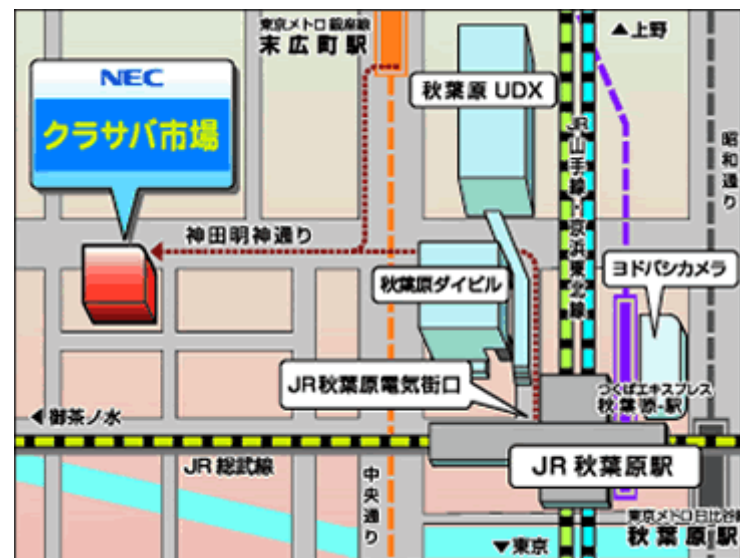 東京メトロ銀座線
末広町駅
▲上野
NEC
クラサバ市場
秋葉原 UDX
JR山手線・京浜東北線
昭和通り
神田明神通り
秋葉原ダイビル
ヨドバシカメラ
JR秋葉原電気街口
つくばエキスプレス
秋葉原駅
◀御茶ノ水
JR総武線
中央通り
JR 秋葉原駅
▼東京
東京メトロ日比谷線
秋葉原駅